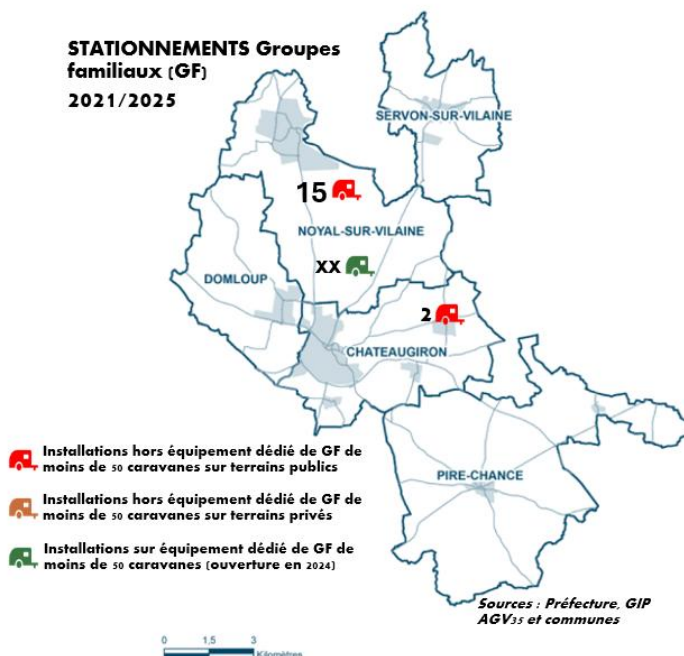 STATIONNEMENTS Groupes
familiaux (GF)
2021/2025
SERVON-SUR-VILAINE
15
NOYAL-SUR-VILAINE
XX
DOMLOUP
2
CHATEAUGIRON
Installations hors équipement dédié de GF de
moins de 50 caravanes sur terrains publics
PIRE-CHANCE
Installations hors équipement dédié de GF de
moins de 50 caravanes sur terrains privés
Installations sur équipement dédié de GF de
moins de 50 caravanes (ouverture en 2024)
Sources : Préfecture, GIP
AGV35 et communes
0 1,5 3
Kilomètres